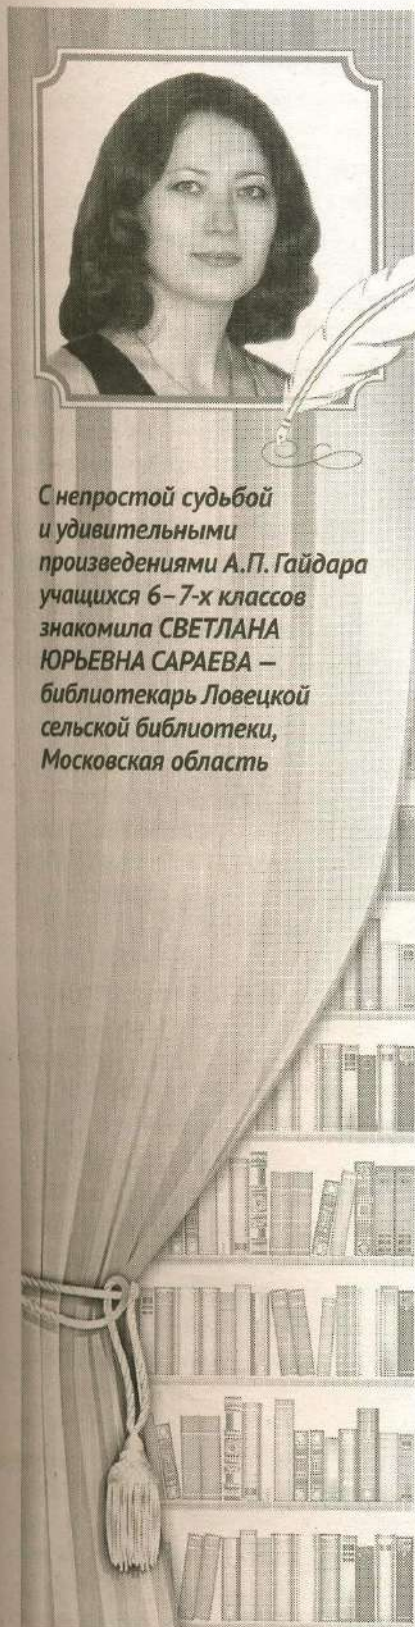 С непростой судьбой
и удивительными
произведениями А.П. Гайдара
учащихся 6–7-х классов
знакомила СВЕТЛАНА
ЮРЬЕВНА САРАЕВА —
библиотекарь Ловецкой
сельской библиотеки,
Московская область